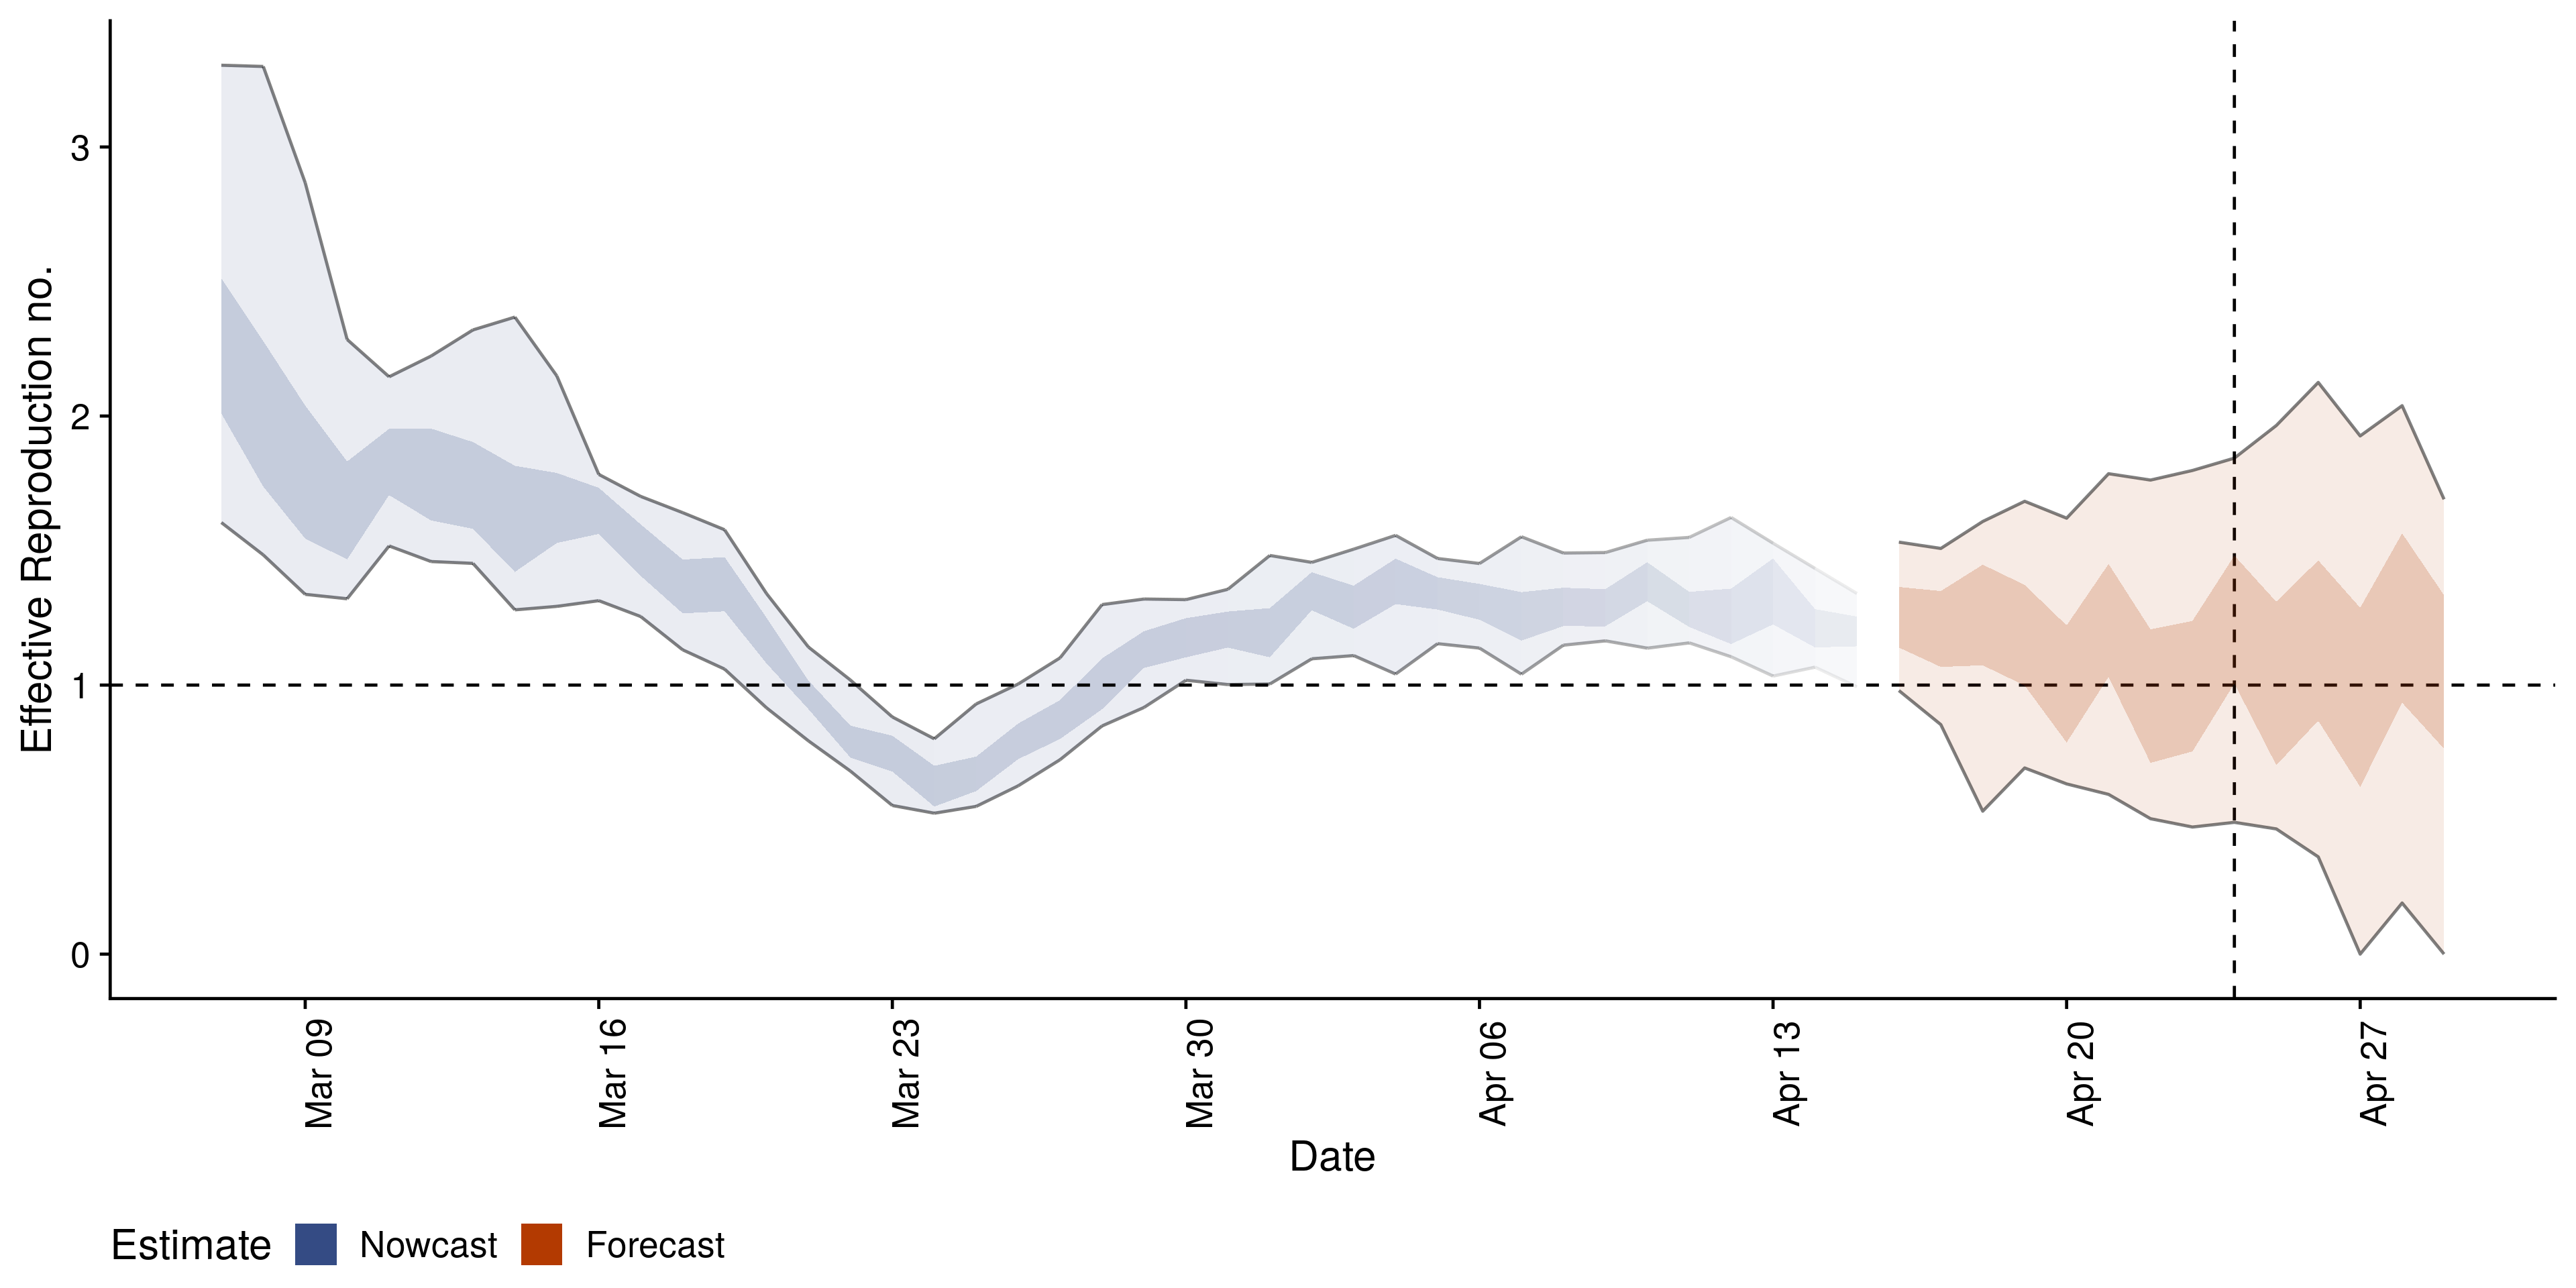 Effective Reproduction no.
3
2
1
0
Mar 09
Mar 16
Mar 23
Mar 30
Apr 06
Apr 13
Apr 20
Apr 27
Date
Estimate Nowcast Forecast